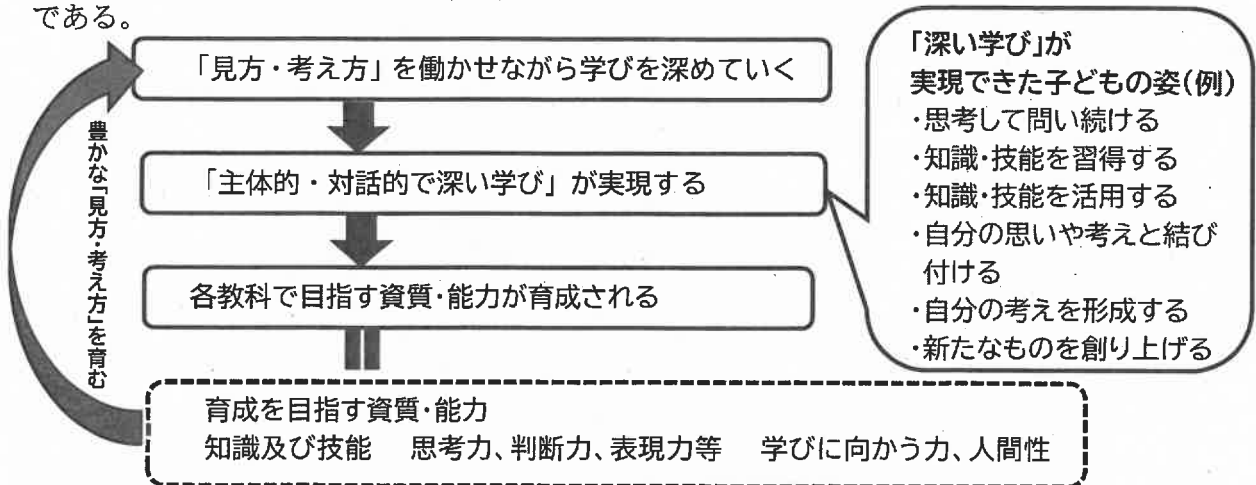 である。
「見方・考え方」を働かせながら学びを深めていく
「主体的・対話的で深い学び」が実現する
各教科で目指す資質・能力が育成される
豊かな「見方・考え方」を育む
育成を目指す資質・能力
知識及び技能　思考力、判断力、表現力等　学びに向かう力、人間性
「深い学び」が
実現できた子どもの姿(例)
・思考して問い続ける
・知識・技能を習得する
・知識・技能を活用する
・自分の思いや考えと結び
付ける
・自分の考えを形成する
・新たなものを創り上げる